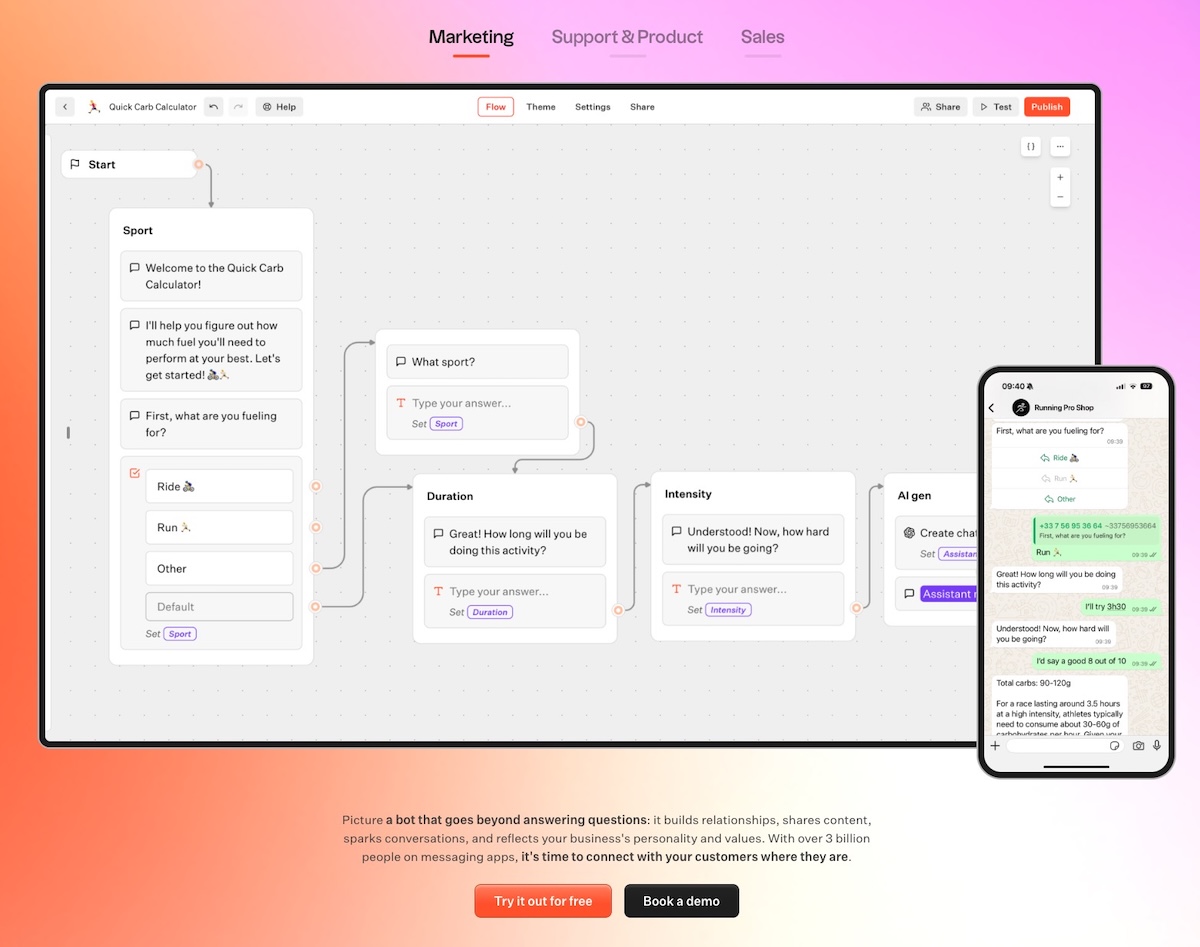 Marketing
Support & Product
Sales
Quick Carb Calculator
Help
Flow
Theme
Settings
Share
Share
Test
Publish
Start
Sport
Welcome to the Quick Carb
Calculator!
I'll help you figure out how
much fuel you'll need to
perform at your best. Let's
get started! 🚴🏃
First, what are you fueling
for?
Ride 🚴
Run 🏃
Other
Default
Set Sport
What sport?
Type your answer...
Set Sport
Duration
Great! How long will you be
doing this activity?
Type your answer...
Set Duration
Intensity
Understood! Now, how hard
will you be going?
Type your answer...
Set Intensity
AI gen
Create chat
Set Assistan
Assistant
09:40
87
Running Pro Shop
First, what are you fueling for?
09:39
Ride 🚴
Run 🏃
Other
+33 7 56 95 36 64 ~33756953664
First, what are you fueling for?
Run 🏃
09:39
Great! How long will you be doing
this activity?
09:39
I'll try 3h30
09:39
Understood! Now, how hard will
you be going?
09:39
I'd say a good 8 out of 10
09:39
Total carbs: 90-120g
For a race lasting around 3.5 hours
at a high intensity, athletes typically
need to consume about 30-60g of
carbohydrates per hour. Given your
Picture a bot that goes beyond answering questions: it builds relationships, shares content,
sparks conversations, and reflects your business's personality and values. With over 3 billion
people on messaging apps, it's time to connect with your customers where they are.
Try it out for free
Book a demo